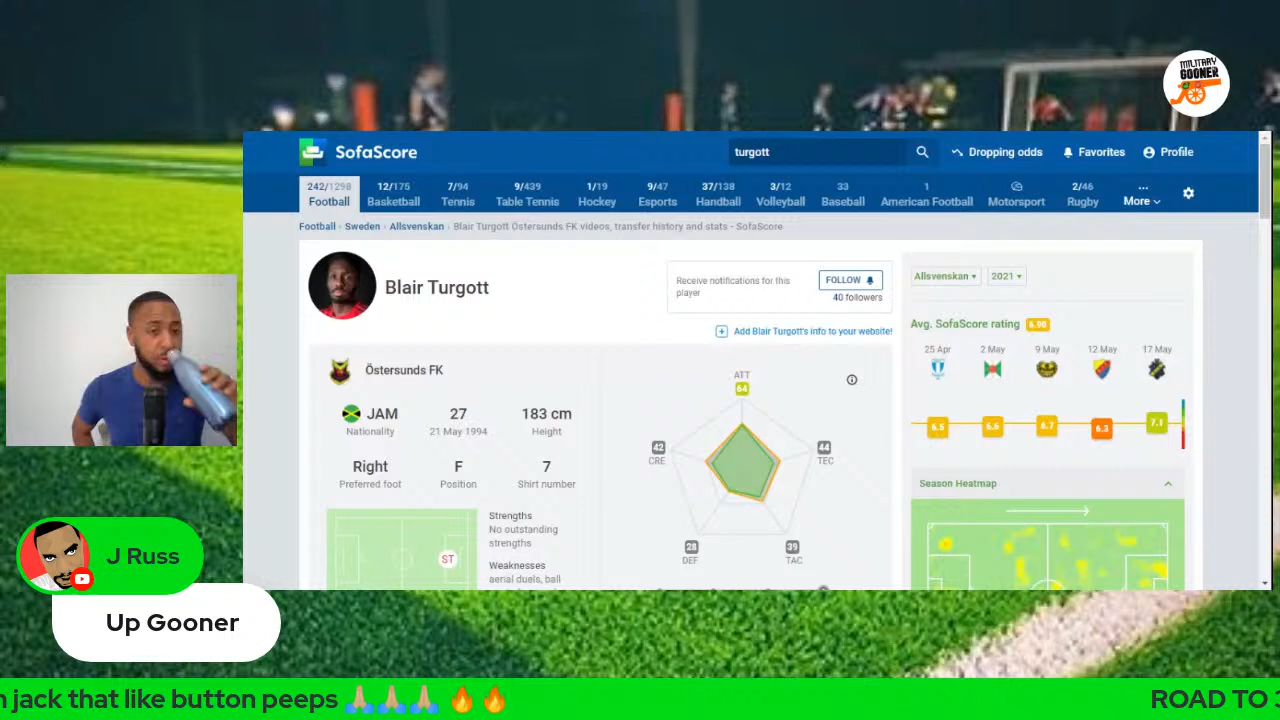 MILITARY
GOONER
SofaScore
turgott
Dropping odds
Favorites
Profile
242/1298
Football
12/175
Basketball
7/94
Tennis
9/439
Table Tennis
1/19
Hockey
9/47
Esports
37/138
Handball
3/12
Volleyball
33
Baseball
1
American Football
Motorsport
2/46
Rugby
...
More
Football › Sweden › Allsvenskan › Blair Turgott Östersunds FK videos, transfer history and stats - SofaScore
Blair Turgott
Receive notifications for this
player
FOLLOW
40 followers
+ Add Blair Turgott's info to your website!
Östersunds FK
JAM
Nationality
27
21 May 1994
183 cm
Height
Right
Preferred foot
F
Position
7
Shirt number
ST
Strengths
No outstanding
strengths
Weaknesses
aerial duels, ball
ATT
64
42
CRE
44
TEC
28
DEF
39
TAC
Allsvenskan
2021
Avg. SofaScore rating 6.90
25 Apr
2 May
9 May
12 May
17 May
6.5
6.6
6.7
6.3
7.1
Season Heatmap
J Russ
Up Gooner
jack that like button peeps 🙏🏼🙏🏼🙏🏼 🔥🔥
ROAD TO